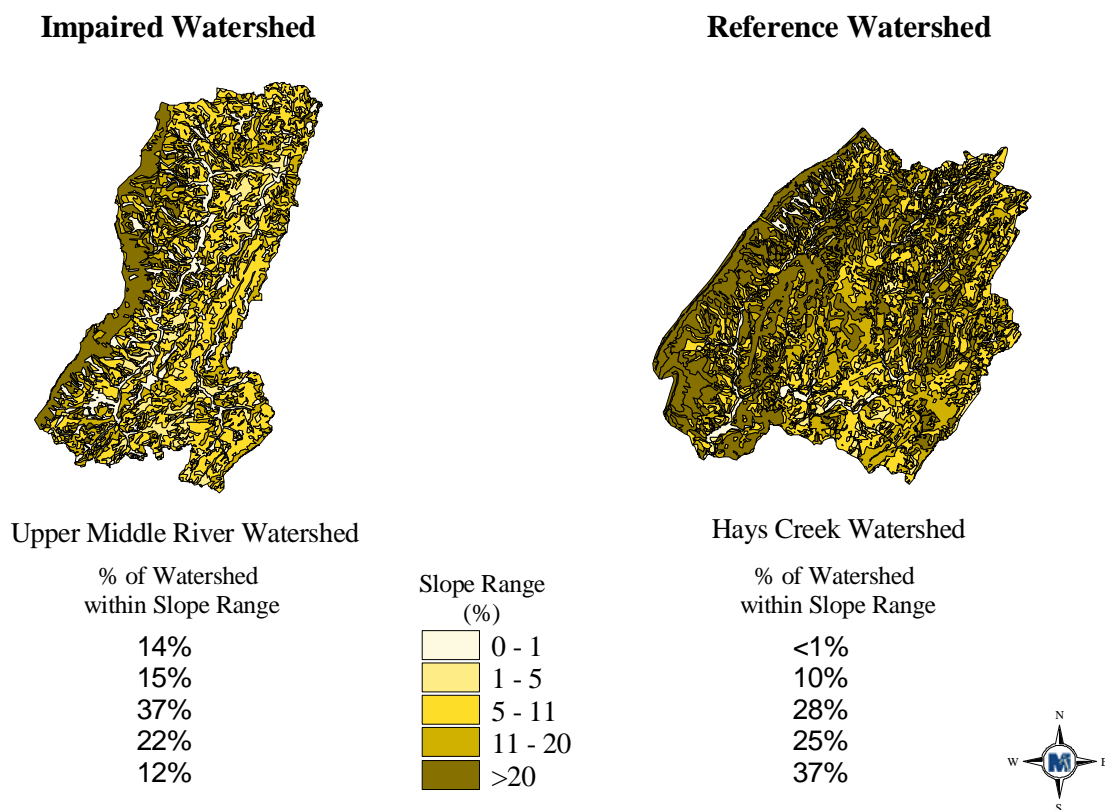 Impaired Watershed
Reference Watershed
Upper Middle River Watershed
Hays Creek Watershed
% of Watershed
within Slope Range
14%
15%
37%
22%
12%
Slope Range
(%)
0 - 1
1 - 5
5 - 11
11 - 20
>20
% of Watershed
within Slope Range
<1%
10%
28%
25%
37%
N
W
M
E
S